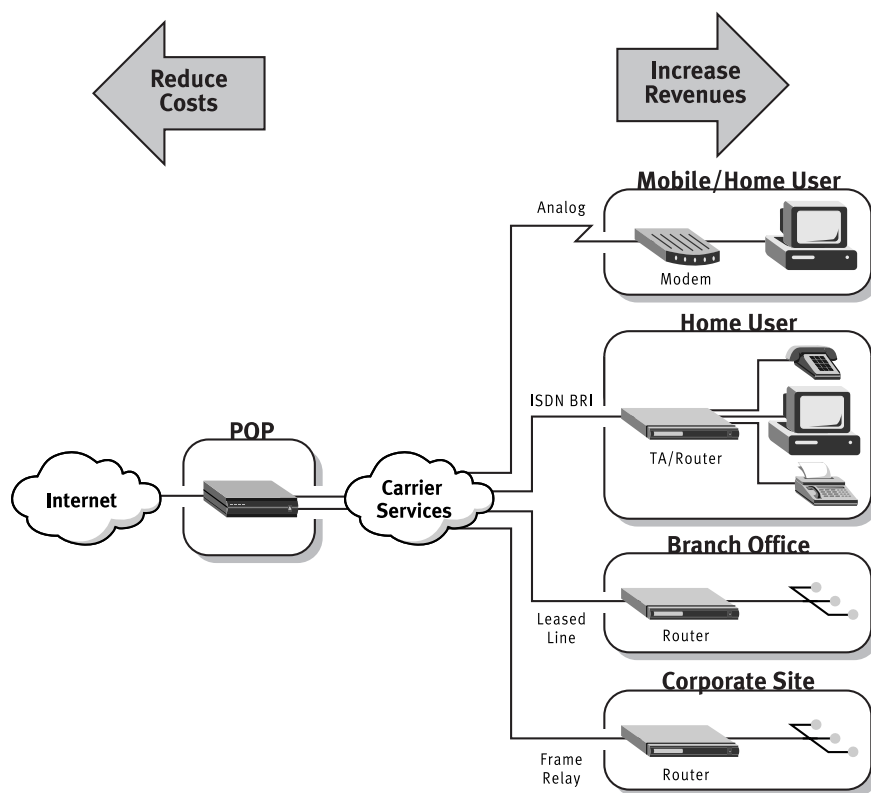 Reduce
Costs
Increase
Revenues
Mobile/Home User
Analog
Modem
Home User
ISDN BRI
TA/Router
POP
Internet
Carrier
Services
Branch Office
Leased
Line
Router
Corporate Site
Frame
Relay
Router